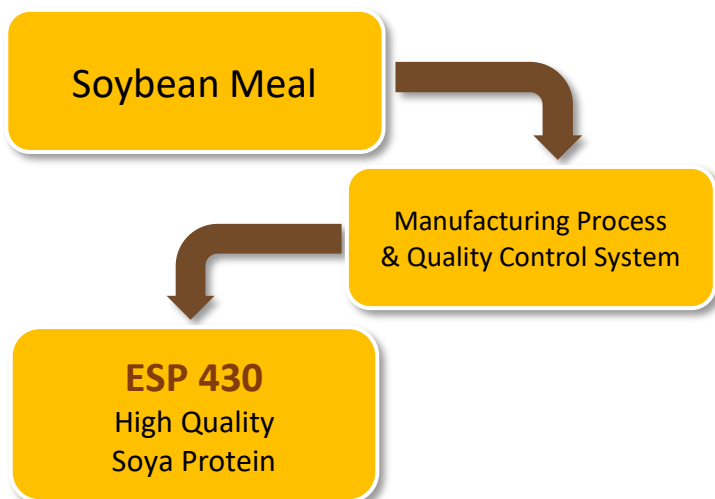 Soybean Meal
Manufacturing Process
& Quality Control System
ESP 430
High Quality
Soya Protein